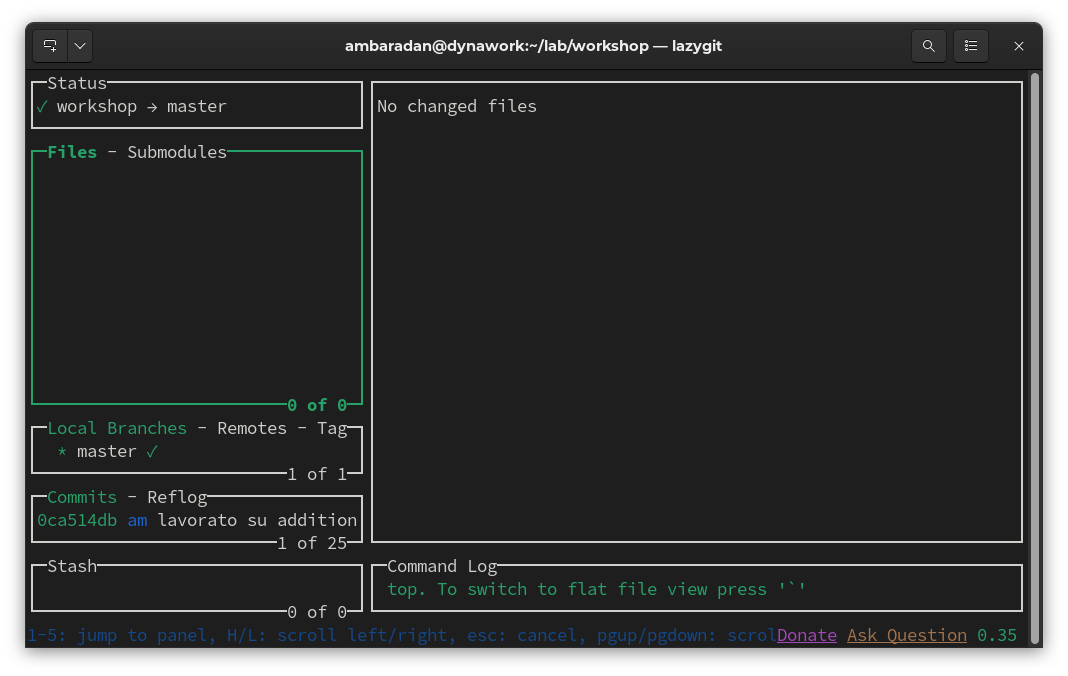 ambaradan@dynawork:~/lab/workshop — lazygit
Status
✓ workshop → master
Files - Submodules
0 of 0
Local Branches - Remotes - Tag
* master ✓
1 of 1
Commits - Reflog
0ca514db am lavorato su addition
1 of 25
Stash
0 of 0
No changed files
Command Log
top. To switch to flat file view press '`'
1-5: jump to panel, H/L: scroll left/right, esc: cancel, pgup/pgdown: scrolDonate Ask Question 0.35